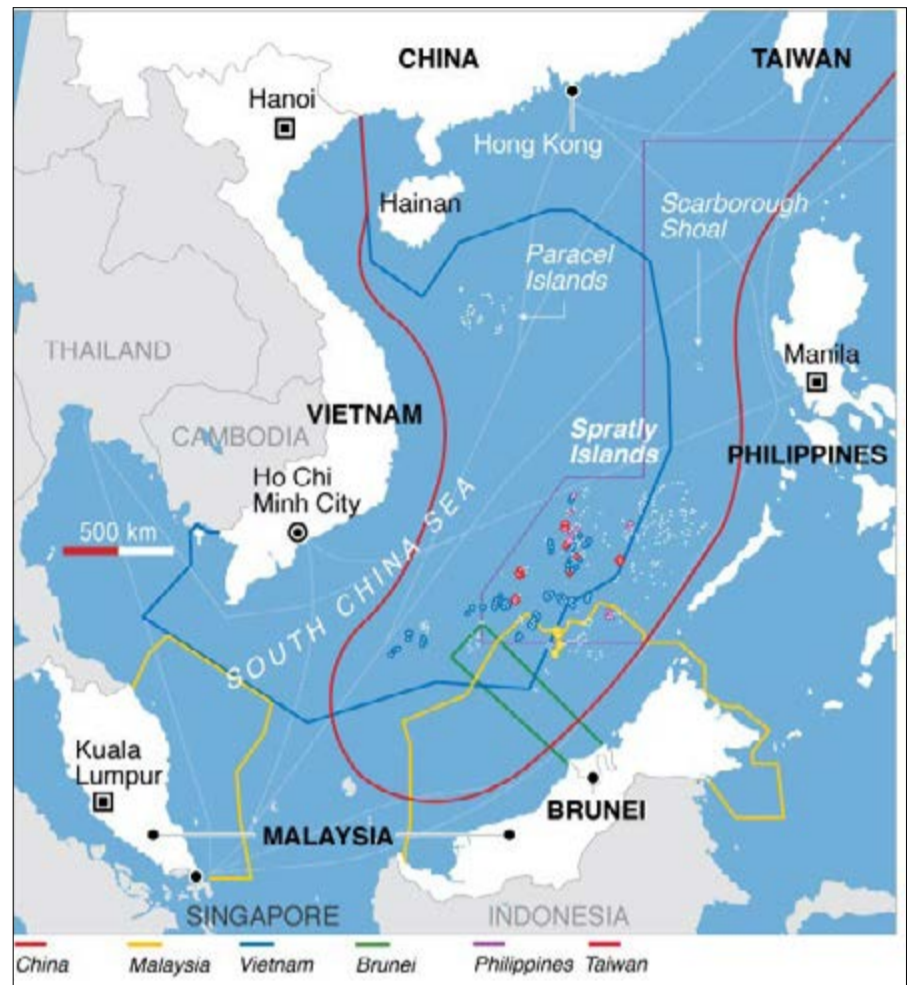 CHINA
TAIWAN
Hanoi
Hong Kong
Hainan
Scarborough
Shoal
Paracel
Islands
THAILAND
Manila
VIETNAM
CAMBODIA
Spratly
Islands
PHILIPPINES
Ho Chi
Minh City
500 km
SOUTH CHINA SEA
Kuala
Lumpur
BRUNEI
MALAYSIA
SINGAPORE
INDONESIA
China
Malaysia
Vietnam
Brunei
Philippines
Taiwan